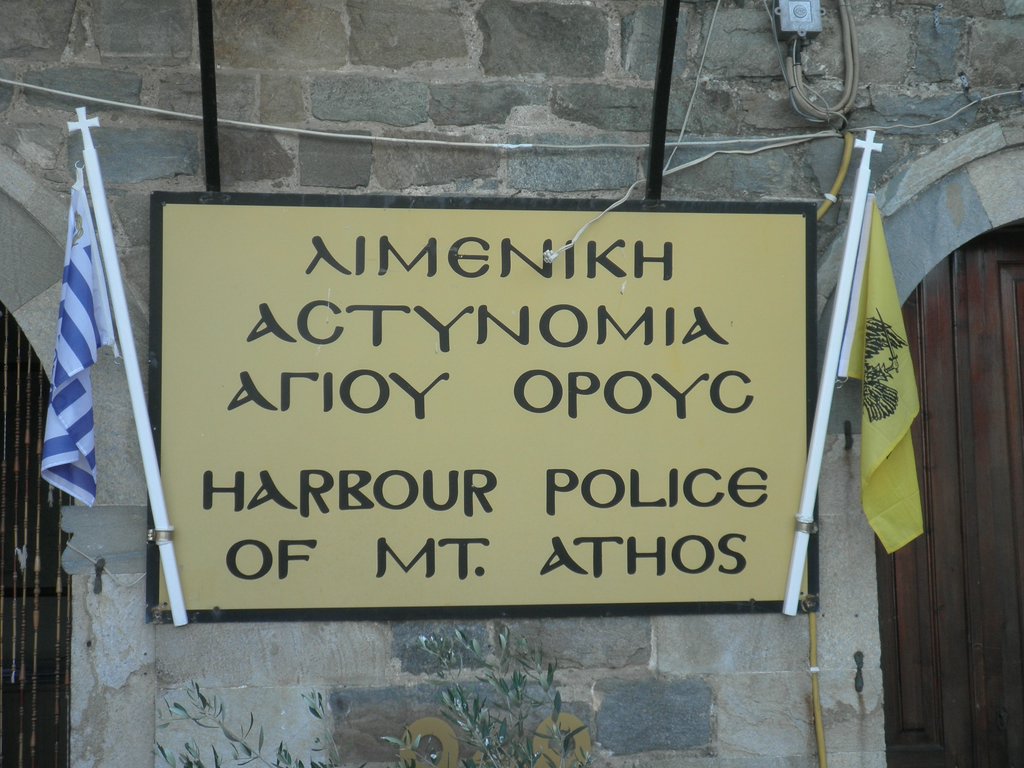 ΛΙΜΕΝΙΚΗ
ΑΣΤΥΝΟΜΙΑ
ΑΓΙΟΥ ΟΡΟΥΣ
HARBOUR POLICE
OF MT. ATHOS